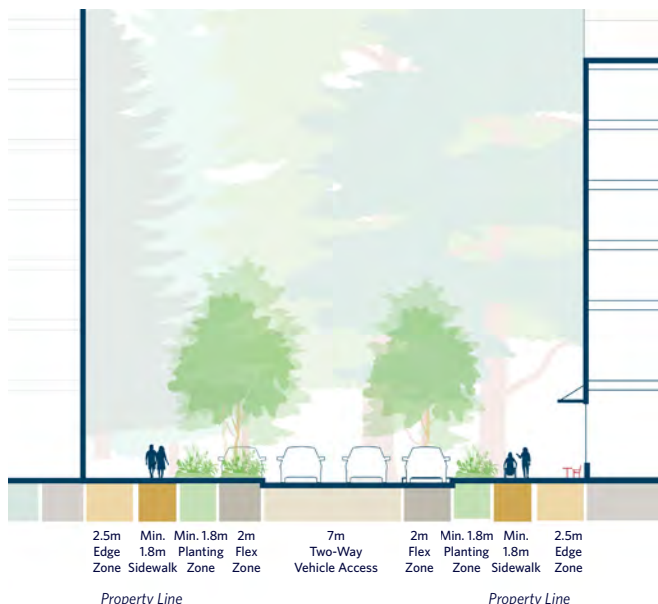 2.5m Edge Zone
Min. 1.8m Sidewalk
Min. 1.8m Planting Zone
2m Flex Zone
7m Two-Way Vehicle Access
2m Flex Zone
Min. 1.8m Planting Zone
Min. 1.8m Sidewalk
2.5m Edge Zone
Property Line
Property Line